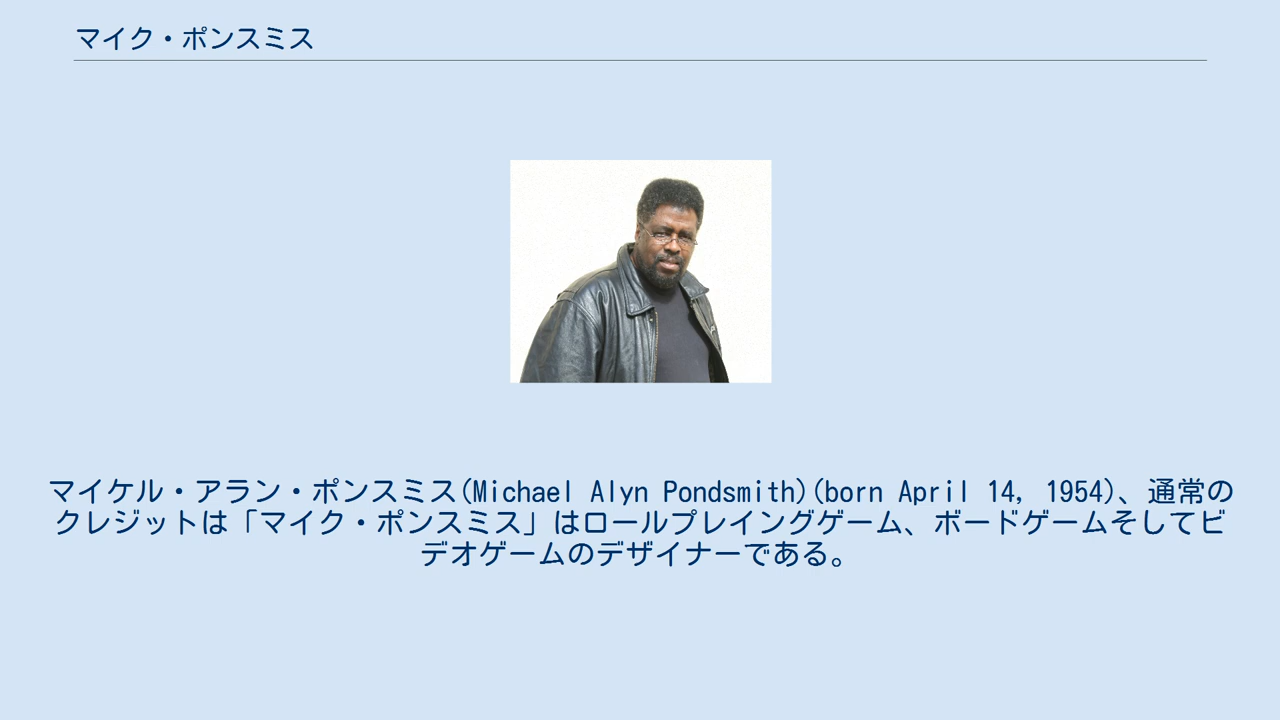 マイク・ポンスミス
マイケル・アラン・ポンスミス(Michael Alyn Pondsmith)(born April 14, 1954)、通常の
クレジットは「マイク・ポンスミス」はロールプレイングゲーム、ボードゲームそしてビ
デオゲームのデザイナーである。